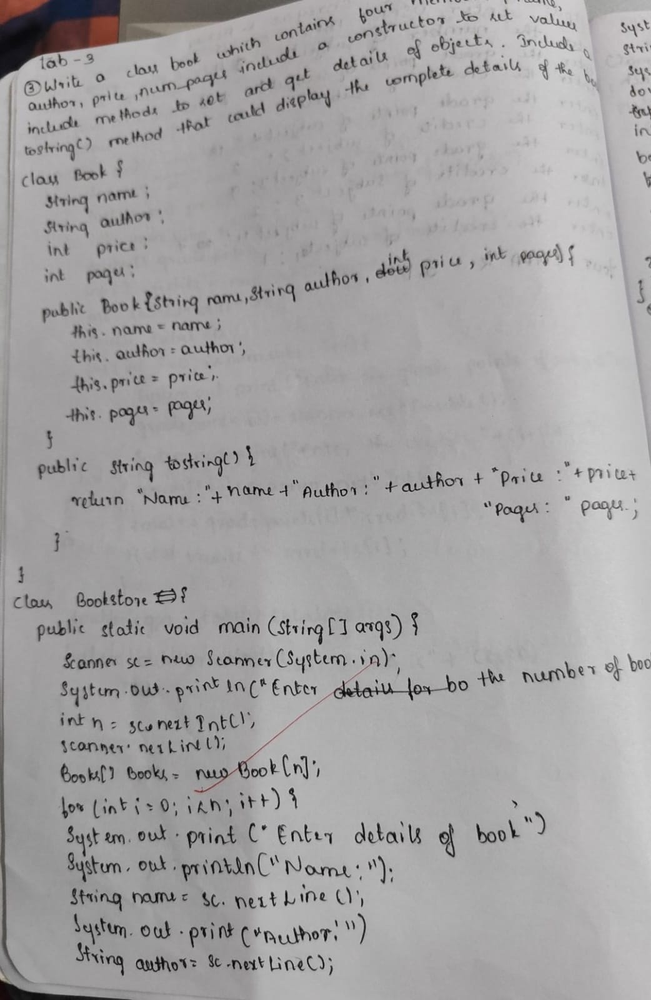 lab-3
③ Write a class book which contains four
author, price, num_pages include a constructor to set values
include methods to set and get details of objects. Include a
tostring() method that could display the complete details of the bo
class Book {
String name;
String author;
int price;
int pages;
public Book {String name, String author, int price, int pages) {
this. name = name;
this. author = author;
this. price = price;
this. pages = pages;
}
public String tostring() {
return "Name :"+ name +" Author :" + author + "Price :" + price+
"Pages: " pages.;
}
}
class Bookstore {
public static void main (String [] args) {
Scanner sc = new Scanner (System.in);
System.out.println (" Enter details for bo the number of boo
int n = sc.nextInt();
scanner. nextLine ();
Books[] Books = new Book [n];
for (int i = 0; i<n; i++) {
System.out.print (" Enter details of book")
System.out.println("Name:");
String name = sc. nextLine ();
System.out.print ("Author:")
String author = sc.nextLine();
syst
stri
sys
dou
in
be
b
}